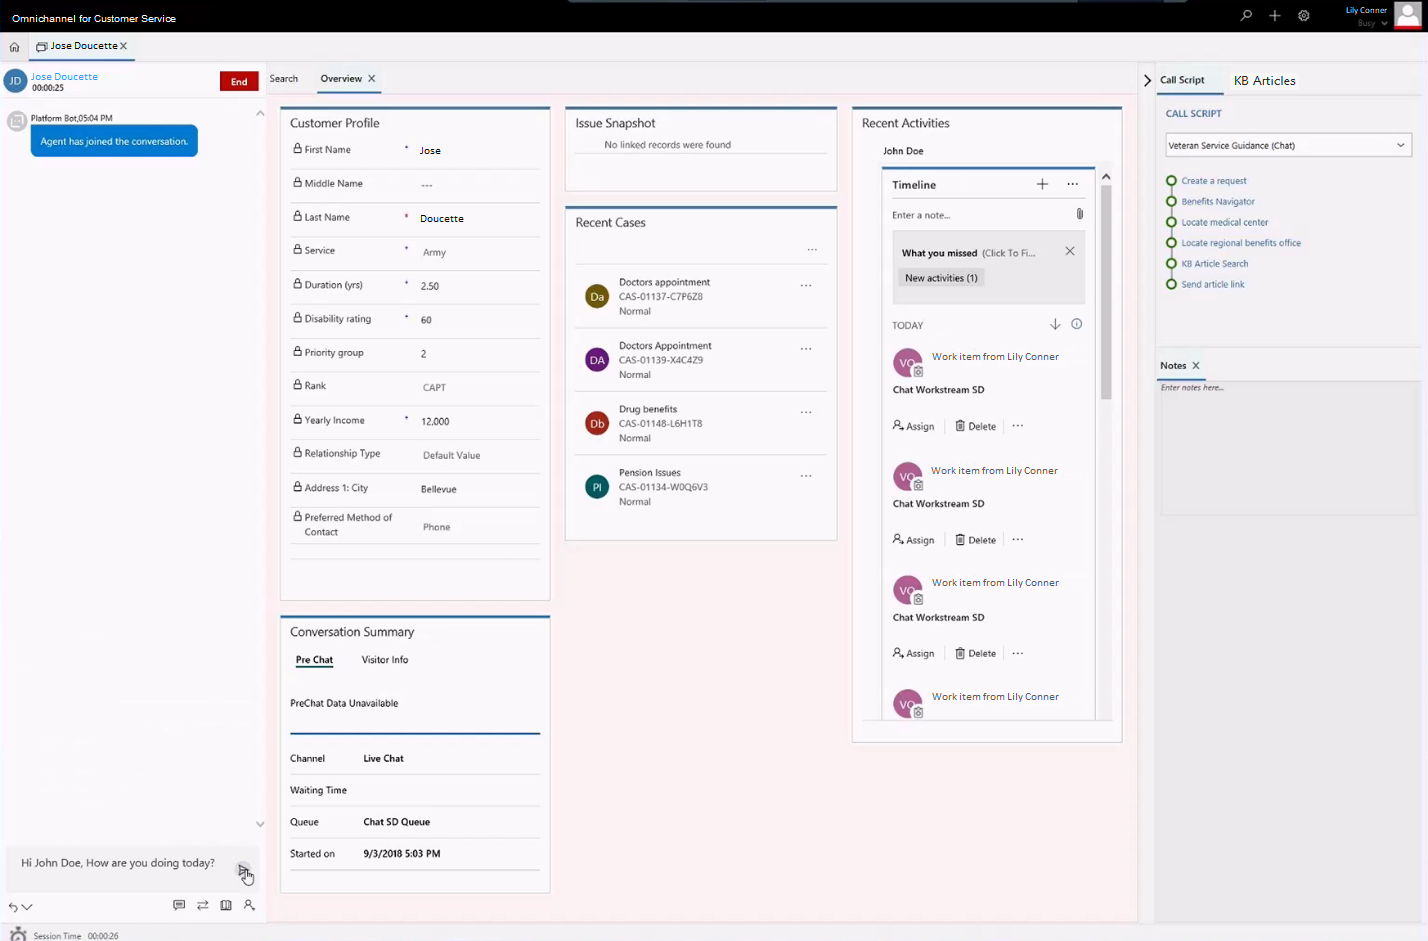 Omnichannel for Customer Service
Lily Conner
Busy
Jose Doucette
JD
Jose Doucette
00:00:25
End
Platform Bot,05:04 PM
Agent has joined the conversation.
Hi John Doe, How are you doing today?
Session Time 00:00:26
Search
Overview
Customer Profile
First Name * Jose
Middle Name ---
Last Name * Doucette
Service * Army
Duration (yrs) * 2.50
Disability rating * 60
Priority group 2
Rank CAPT
Yearly Income * 12,000
Relationship Type Default Value
Address 1: City Bellevue
Preferred Method of
Contact
Phone
Conversation Summary
Pre Chat Visitor Info
PreChat Data Unavailable
Channel Live Chat
Waiting Time
Queue Chat SD Queue
Started on 9/3/2018 5:03 PM
Issue Snapshot
No linked records were found
Recent Cases
Da
Doctors appointment
CAS-01137-C7P6Z8
Normal
DA
Doctors Appointment
CAS-01139-X4C4Z9
Normal
Db
Drug benefits
CAS-01148-L6H1T8
Normal
PI
Pension Issues
CAS-01134-W0Q6V3
Normal
Recent Activities
John Doe
Timeline
Enter a note...
What you missed (Click To Fi...
New activities (1)
TODAY
VO
Work item from Lily Conner
Chat Workstream SD
Assign Delete
VO
Work item from Lily Conner
Chat Workstream SD
Assign Delete
VO
Work item from Lily Conner
Chat Workstream SD
Assign Delete
VO
Work item from Lily Conner
Call Script
KB Articles
CALL SCRIPT
Veteran Service Guidance (Chat)
Create a request
Benefits Navigator
Locate medical center
Locate regional benefits office
KB Article Search
Send article link
Notes
Enter notes here...